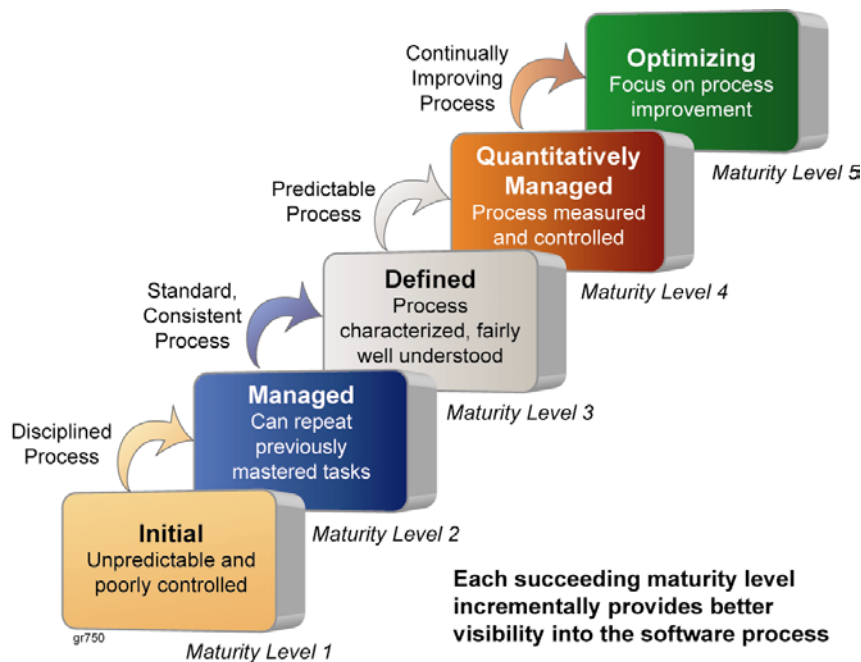 Continually
Improving
Process
Optimizing
Focus on process
improvement
Maturity Level 5
Predictable
Process
Quantitatively
Managed
Process measured
and controlled
Maturity Level 4
Standard,
Consistent
Process
Defined
Process
characterized, fairly
well understood
Maturity Level 3
Disciplined
Process
Managed
Can repeat
previously
mastered tasks
Maturity Level 2
Initial
Unpredictable and
poorly controlled
gr750
Maturity Level 1
Each succeeding maturity level
incrementally provides better
visibility into the software process